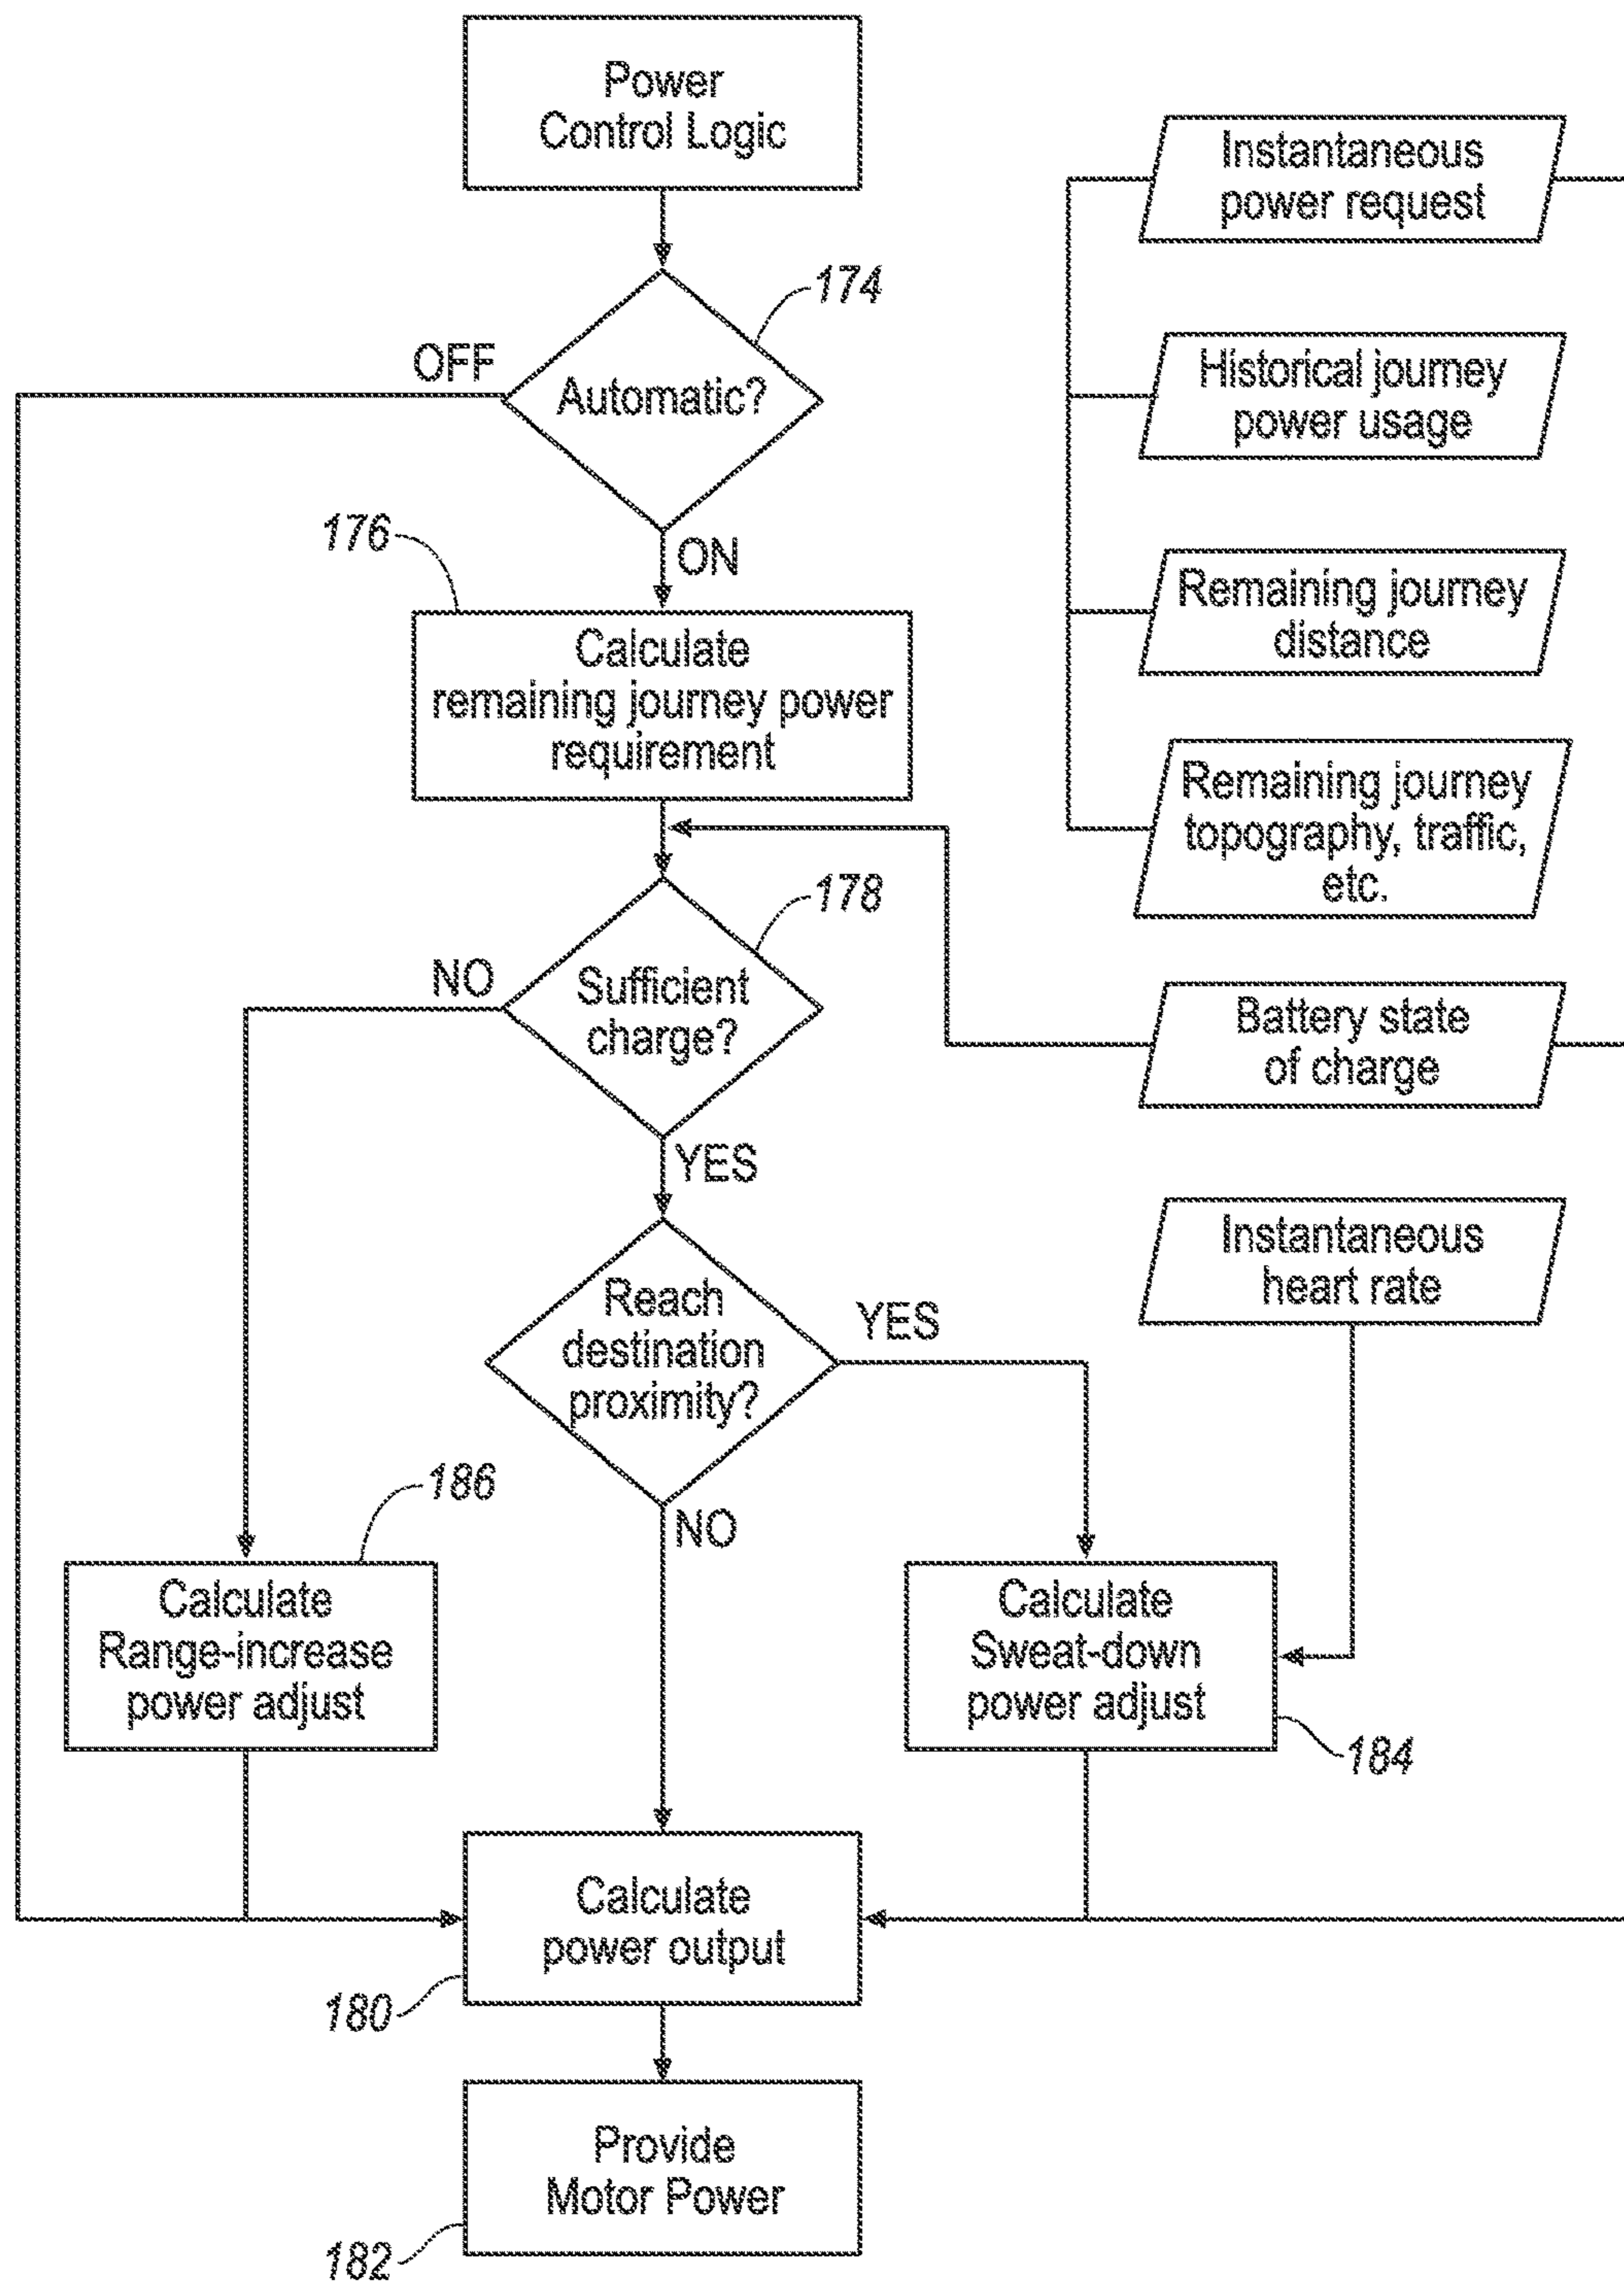 Power
Control Logic
174
OFF
Automatic?
ON
176
Calculate
remaining journey power
requirement
178
NO
Sufficient
charge?
YES
Reach
destination
proximity?
YES
NO
186
Calculate
Range-increase
power adjust
Calculate
Sweat-down
power adjust
184
Calculate
power output
180
Provide
Motor Power
182
Instantaneous
power request
Historical journey
power usage
Remaining journey
distance
Remaining journey
topography, traffic,
etc.
Battery state
of charge
Instantaneous
heart rate